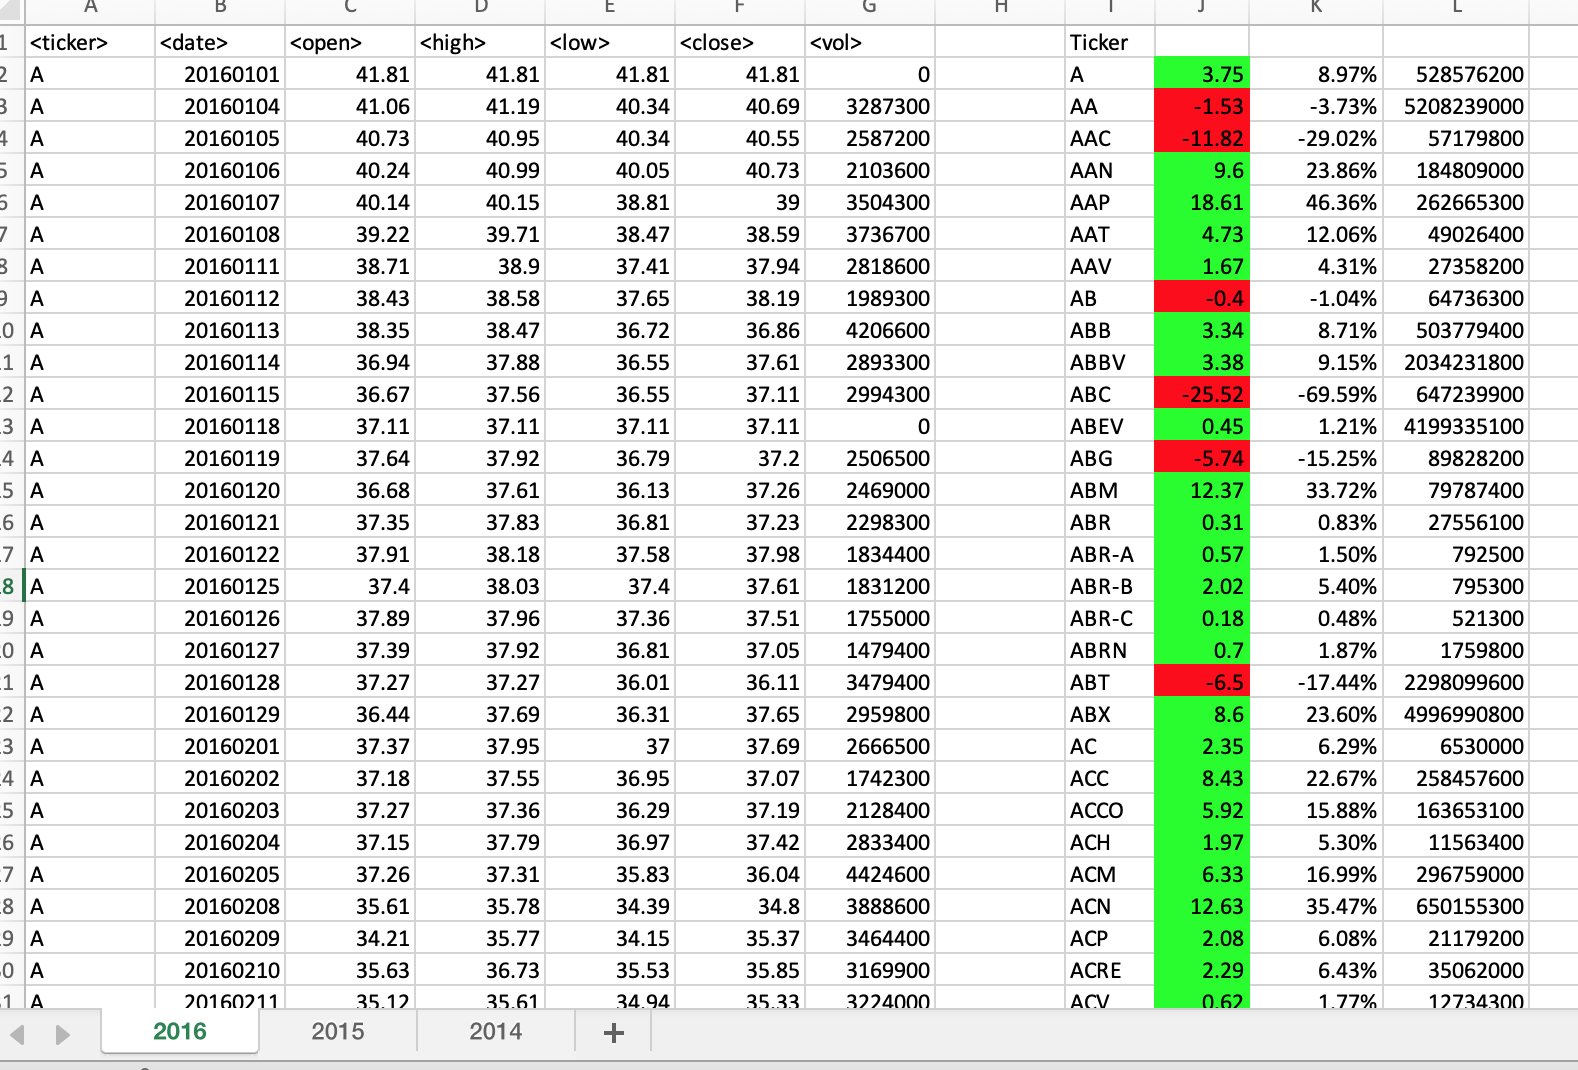 A B C D E F G H I J K L
1 <ticker> <date> <open> <high> <low> <close> <vol> Ticker
2 A 20160101 41.81 41.81 41.81 41.81 0 A 3.75 8.97% 528576200
3 A 20160104 41.06 41.19 40.34 40.69 3287300 AA -1.53 -3.73% 5208239000
4 A 20160105 40.73 40.95 40.34 40.55 2587200 AAC -11.82 -29.02% 57179800
5 A 20160106 40.24 40.99 40.05 40.73 2103600 AAN 9.6 23.86% 184809000
6 A 20160107 40.14 40.15 38.81 39 3504300 AAP 18.61 46.36% 262665300
7 A 20160108 39.22 39.71 38.47 38.59 3736700 AAT 4.73 12.06% 49026400
8 A 20160111 38.71 38.9 37.41 37.94 2818600 AAV 1.67 4.31% 27358200
9 A 20160112 38.43 38.58 37.65 38.19 1989300 AB -0.4 -1.04% 64736300
0 A 20160113 38.35 38.47 36.72 36.86 4206600 ABB 3.34 8.71% 503779400
1 A 20160114 36.94 37.88 36.55 37.61 2893300 ABBV 3.38 9.15% 2034231800
2 A 20160115 36.67 37.56 36.55 37.11 2994300 ABC -25.52 -69.59% 647239900
3 A 20160118 37.11 37.11 37.11 37.11 0 ABEV 0.45 1.21% 4199335100
4 A 20160119 37.64 37.92 36.79 37.2 2506500 ABG -5.74 -15.25% 89828200
5 A 20160120 36.68 37.61 36.13 37.26 2469000 ABM 12.37 33.72% 79787400
6 A 20160121 37.35 37.83 36.81 37.23 2298300 ABR 0.31 0.83% 27556100
7 A 20160122 37.91 38.18 37.58 37.98 1834400 ABR-A 0.57 1.50% 792500
8 A 20160125 37.4 38.03 37.4 37.61 1831200 ABR-B 2.02 5.40% 795300
9 A 20160126 37.89 37.96 37.36 37.51 1755000 ABR-C 0.18 0.48% 521300
0 A 20160127 37.39 37.92 36.81 37.05 1479400 ABRN 0.7 1.87% 1759800
1 A 20160128 37.27 37.27 36.01 36.11 3479400 ABT -6.5 -17.44% 2298099600
2 A 20160129 36.44 37.69 36.31 37.65 2959800 ABX 8.6 23.60% 4996990800
3 A 20160201 37.37 37.95 37 37.69 2666500 AC 2.35 6.29% 6530000
4 A 20160202 37.18 37.55 36.95 37.07 1742300 ACC 8.43 22.67% 258457600
5 A 20160203 37.27 37.36 36.29 37.19 2128400 ACCO 5.92 15.88% 163653100
6 A 20160204 37.15 37.79 36.97 37.42 2833400 ACH 1.97 5.30% 11563400
7 A 20160205 37.26 37.31 35.83 36.04 4424600 ACM 6.33 16.99% 296759000
8 A 20160208 35.61 35.78 34.39 34.8 3888600 ACN 12.63 35.47% 650155300
9 A 20160209 34.21 35.77 34.15 35.37 3464400 ACP 2.08 6.08% 21179200
0 A 20160210 35.63 36.73 35.53 35.85 3169900 ACRE 2.29 6.43% 35062000
1 A 20160211 35.12 35.61 34.94 35.33 3224000 ACV 0.62 1.77% 12734300
2016 2015 2014 +